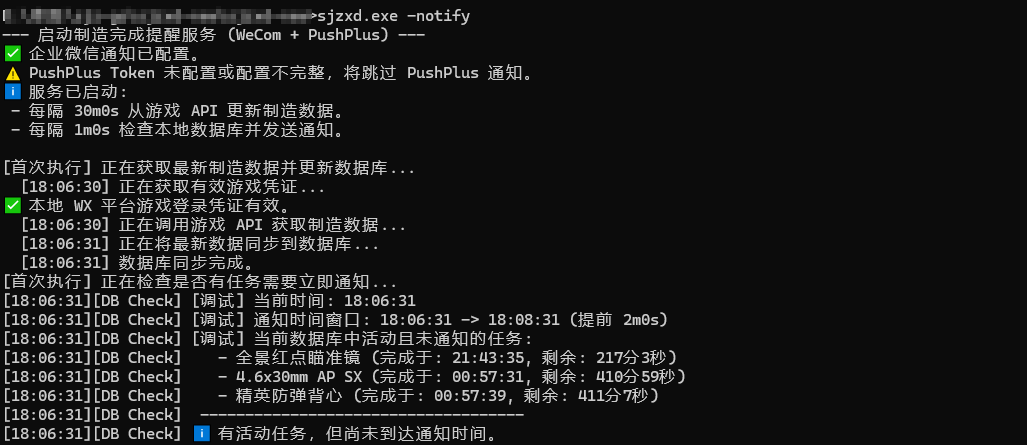 >sjzxd.exe -notify
--- 启动制造完成提醒服务 (WeCom + PushPlus) ---
✅ 企业微信通知已配置。
⚠️ PushPlus Token 未配置或配置不完整，将跳过 PushPlus 通知。
ℹ️ 服务已启动:
- 每隔 30m0s 从游戏 API 更新制造数据。
- 每隔 1m0s 检查本地数据库并发送通知。
[首次执行] 正在获取最新制造数据并更新数据库...
[18:06:30] 正在获取有效游戏凭证...
✅ 本地 WX 平台游戏登录凭证有效。
[18:06:30] 正在调用游戏 API 获取制造数据...
[18:06:31] 正在将最新数据同步到数据库...
[18:06:31] 数据库同步完成。
[首次执行] 正在检查是否有任务需要立即通知...
[18:06:31][DB Check] [调试] 当前时间: 18:06:31
[18:06:31][DB Check] [调试] 通知时间窗口: 18:06:31 -> 18:08:31 (提前 2m0s)
[18:06:31][DB Check] [调试] 当前数据库中活动且未通知的任务:
[18:06:31][DB Check]    - 全景红点瞄准镜 (完成于: 21:43:35, 剩余: 217分3秒)
[18:06:31][DB Check]    - 4.6x30mm AP SX (完成于: 00:57:31, 剩余: 410分59秒)
[18:06:31][DB Check]    - 精英防弹背心 (完成于: 00:57:39, 剩余: 411分7秒)
[18:06:31][DB Check]  ------------------------------------
[18:06:31][DB Check] ℹ️ 有活动任务，但尚未到达通知时间。